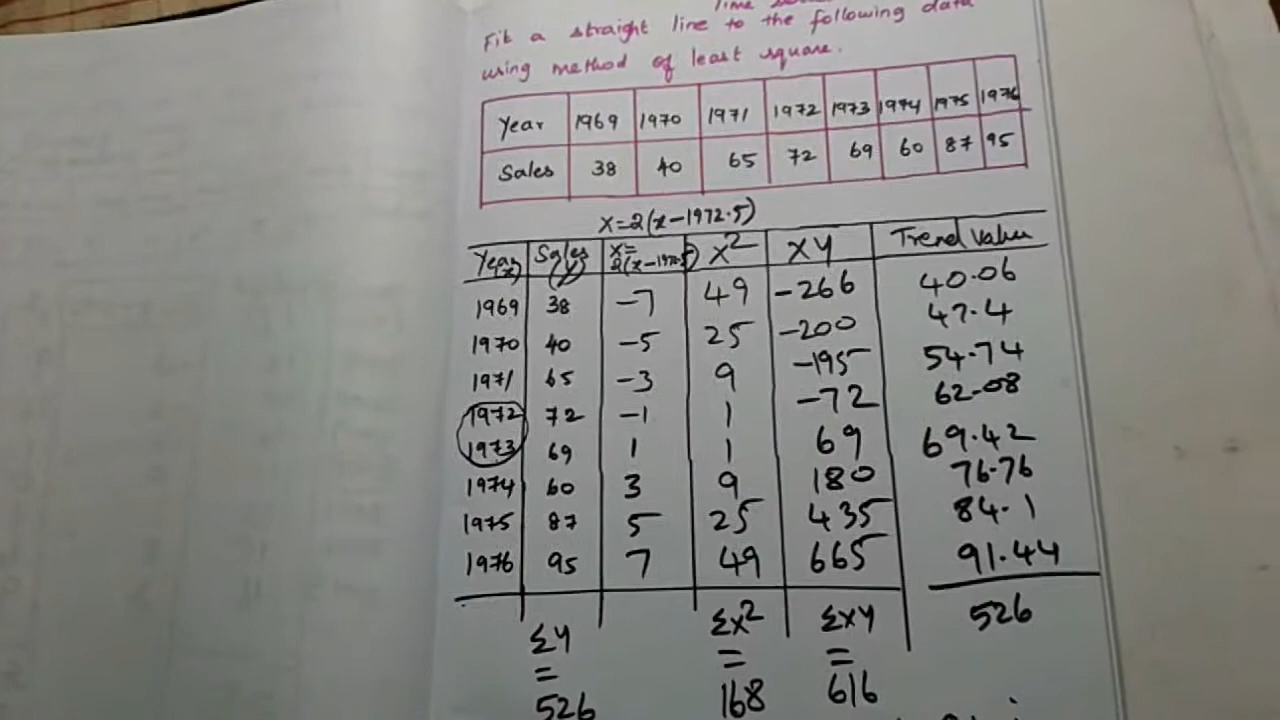 Fit a straight line to the following data
using method of least square.
Year 1969 1970 1971 1972 1973 1974 1975 1976
Sales 38 40 65 72 69 60 87 95
X=2(x-1972.5)
Year (x) Sales (y) X= 2(x-1972.5) X² XY Trend Value
1969 38 -7 49 -266 40.06
1970 40 -5 25 -200 47.4
1971 65 -3 9 -195 54.74
1972 72 -1 1 -72 62.08
1973 69 1 1 69 69.42
1974 60 3 9 180 76.76
1975 87 5 25 435 84.1
1976 95 7 49 665 91.44
Σy Σx² Σxy 526
= = =
526 168 616